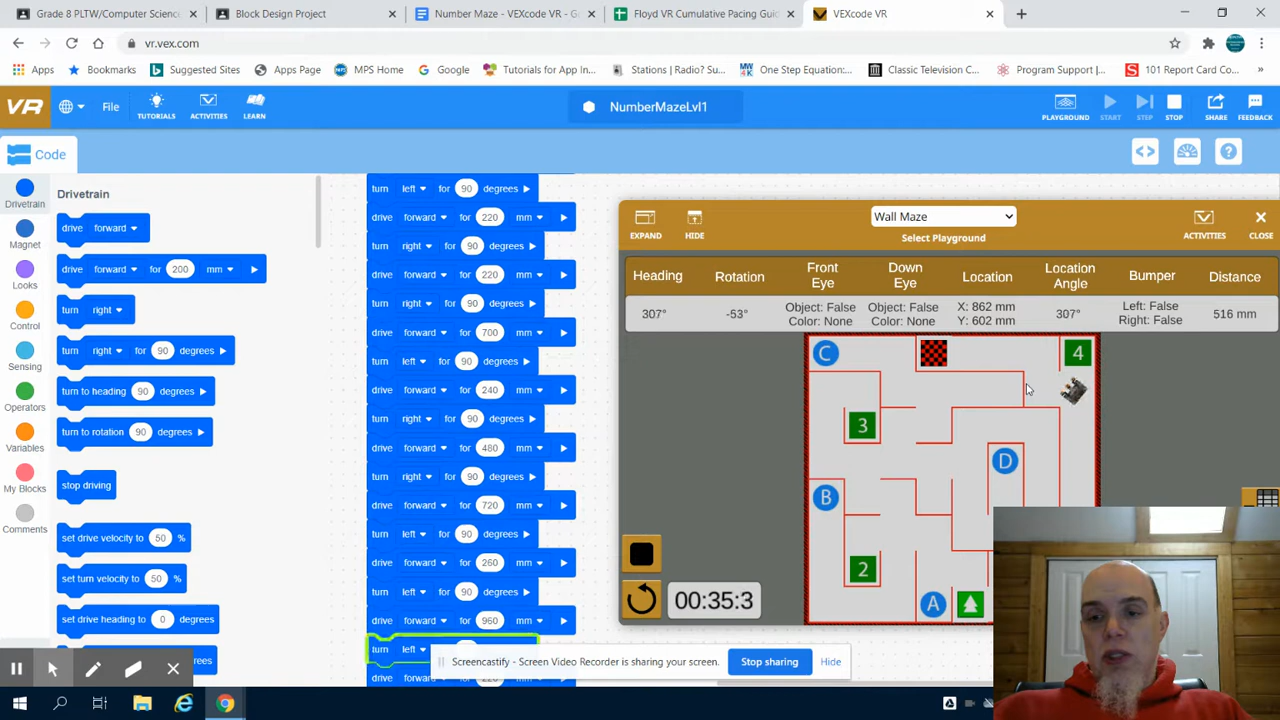 Grade 8 PLTW/Computer Science
Block Design Project
Number Maze - VEXcode VR - G
Floyd VR Cumulative Pacing Gui
VEXcode VR
vr.vex.com
Apps
Bookmarks
Suggested Sites
Apps Page
MPS Home
Google
Tutorials for App In...
Stations | Radio? Su...
One Step Equation:...
Classic Television C...
Program Support |...
101 Report Card Co...
VR
File
TUTORIALS
ACTIVITIES
LEARN
NumberMazeLvl1
PLAYGROUND
START
STEP
STOP
SHARE
FEEDBACK
Code
Drivetrain
Magnet
Looks
Control
Sensing
Operators
Variables
My Blocks
Comments
Drivetrain
drive forward
drive forward for 200 mm
turn right
turn right for 90 degrees
turn to heading 90 degrees
turn to rotation 90 degrees
stop driving
set drive velocity to 50 %
set turn velocity to 50 %
set drive heading to 0 degrees
turn left for 90 degrees
drive forward for 220 mm
turn right for 90 degrees
drive forward for 220 mm
turn right for 90 degrees
drive forward for 700 mm
turn left for 90 degrees
drive forward for 240 mm
turn right for 90 degrees
drive forward for 480 mm
turn right for 90 degrees
drive forward for 720 mm
turn left for 90 degrees
drive forward for 260 mm
turn left for 90 degrees
drive forward for 960 mm
turn left
EXPAND
HIDE
Wall Maze
Select Playground
ACTIVITIES
CLOSE
Heading
Rotation
Front Eye
Down Eye
Location
Location Angle
Bumper
Distance
307°
-53°
Object: False
Color: None
Object: False
Color: None
X: 862 mm
Y: 602 mm
307°
Left: False
Right: False
516 mm
C
4
3
D
B
2
A
00:35:3
Screencastify - Screen Video Recorder is sharing your screen.
Stop sharing
Hide